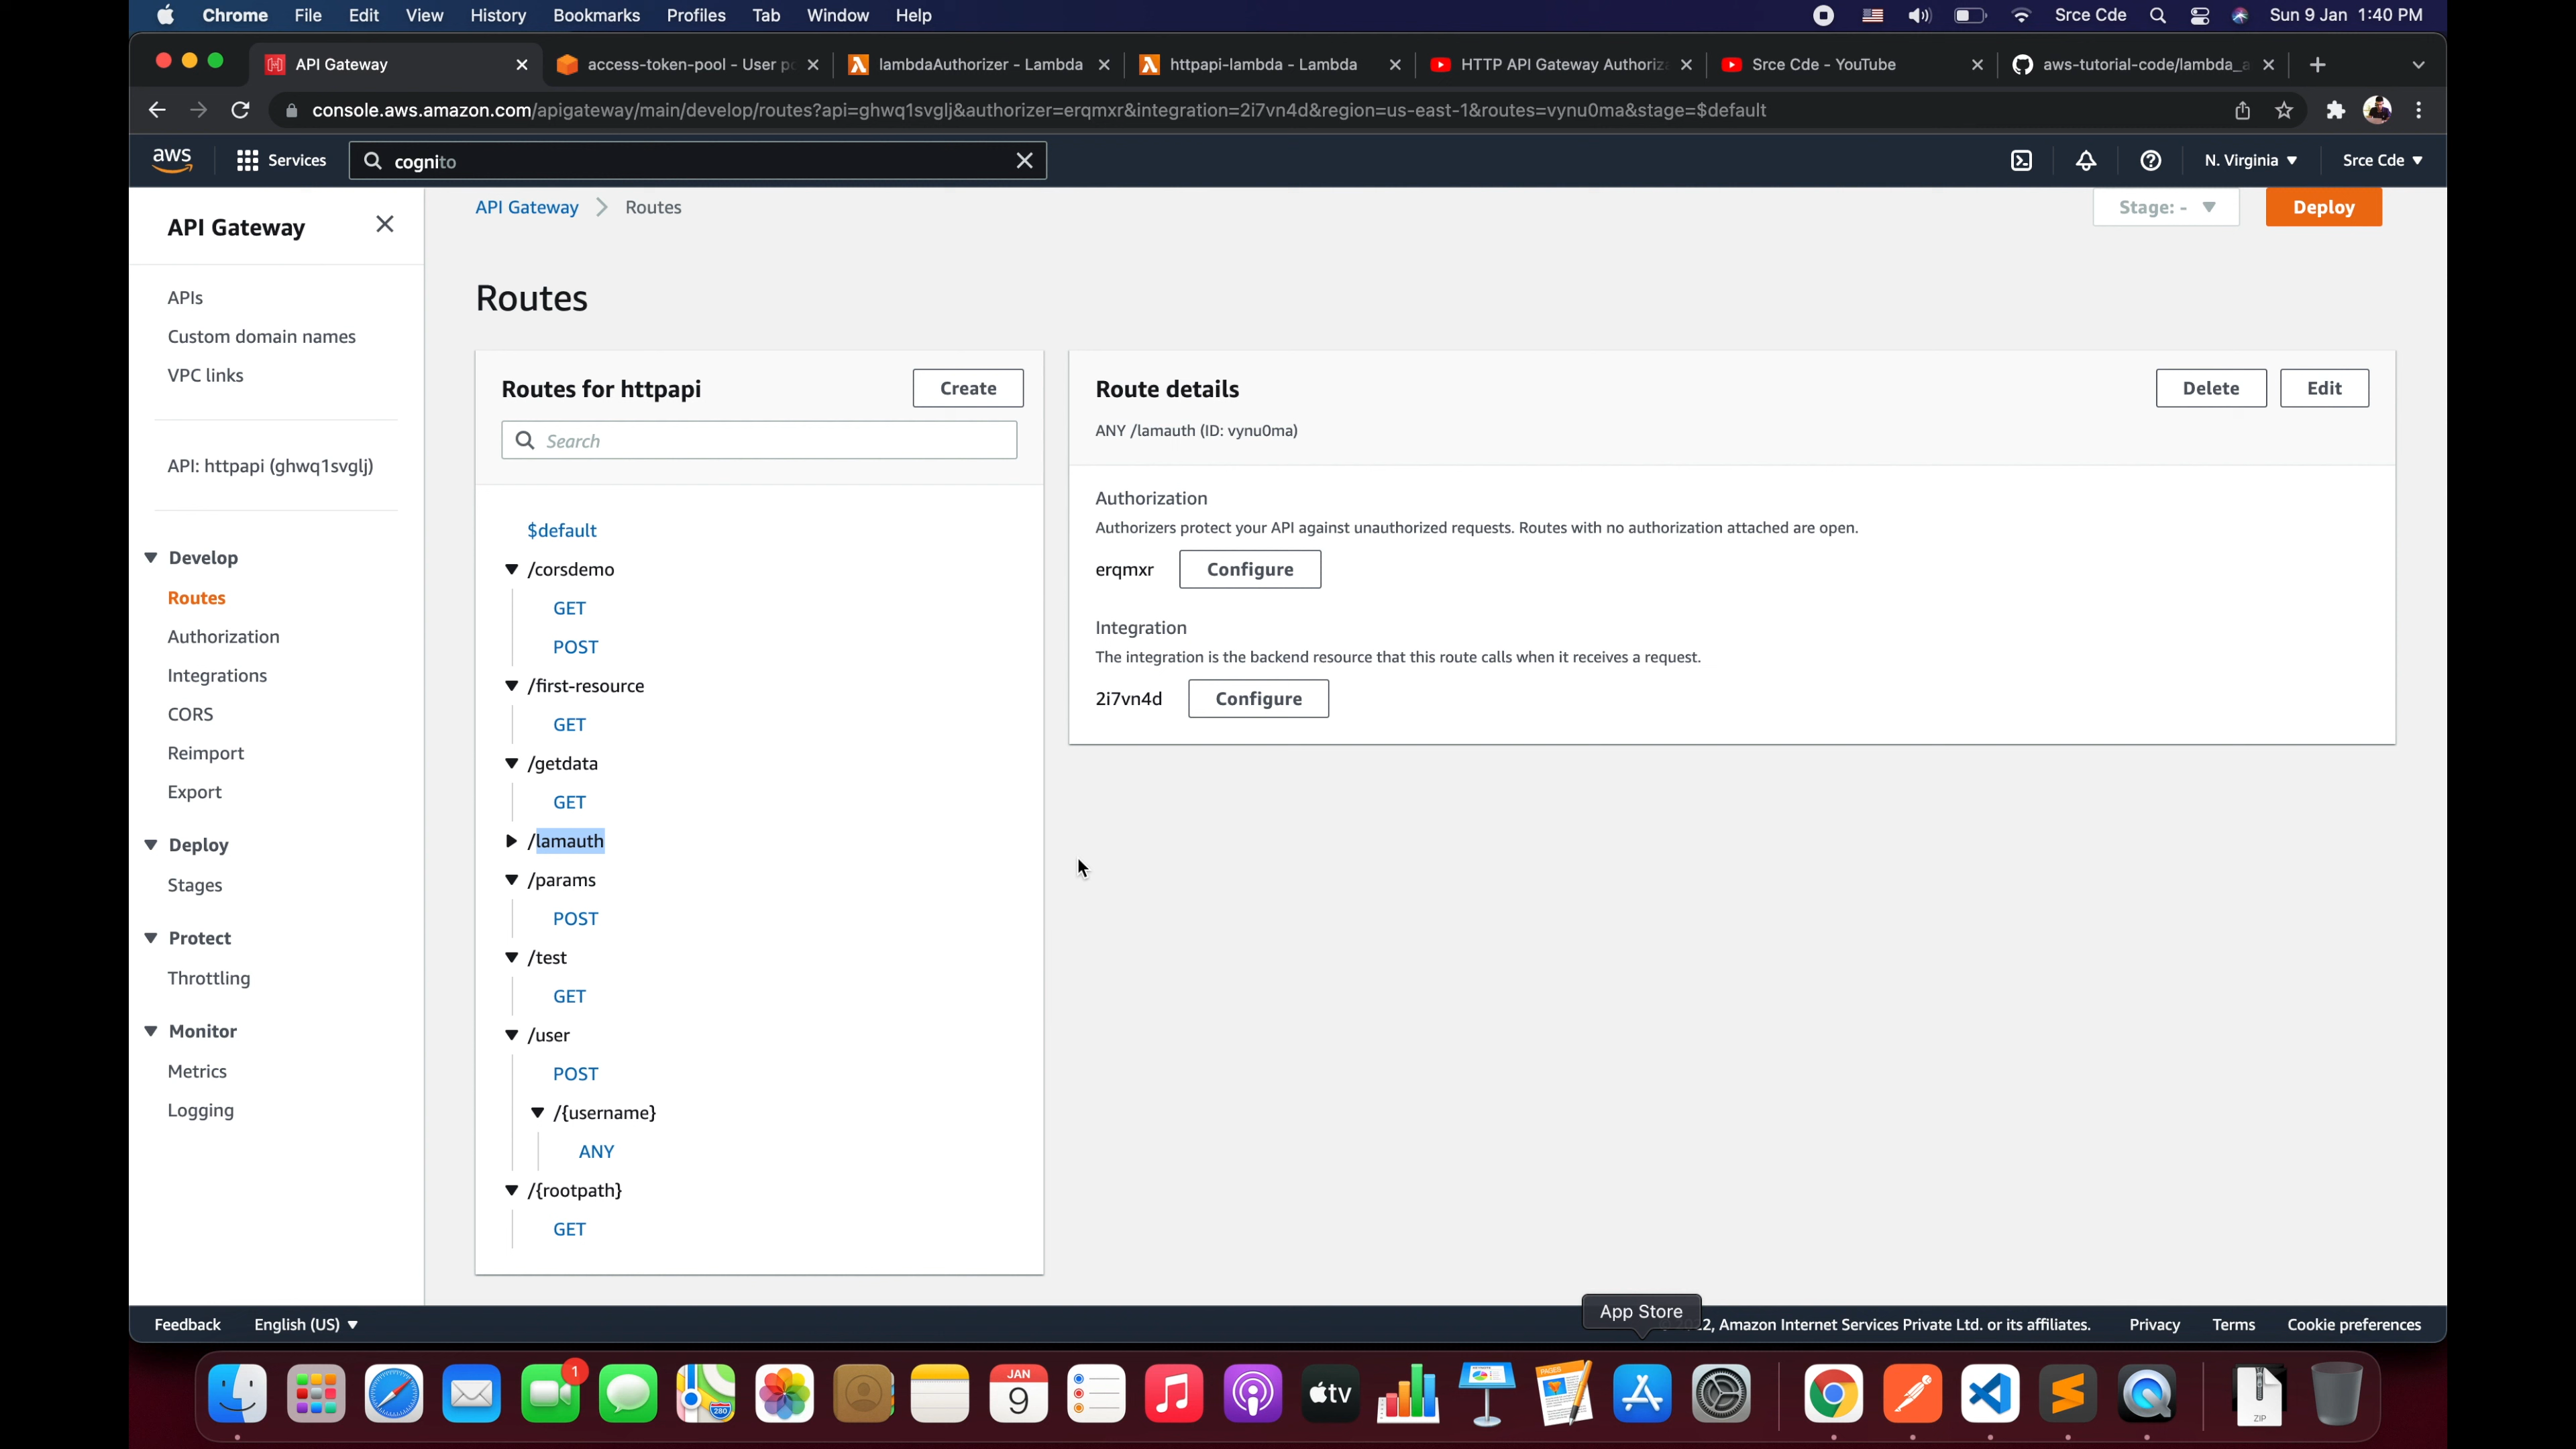 Chrome File Edit View History Bookmarks Profiles Tab Window Help Srce Cde Sun 9 Jan 1:40 PM
API Gateway access-token-pool - User p lambdaAuthorizer - Lambda httpapi-lambda - Lambda HTTP API Gateway Authoriz Srce Cde - YouTube aws-tutorial-code/lambda_a
console.aws.amazon.com/apigateway/main/develop/routes?api=ghwq1svglj&authorizer=erqmxr&integration=2i7vn4d&region=us-east-1&routes=vynu0ma&stage=$default
aws Services cognito N. Virginia Srce Cde
API Gateway
API Gateway Routes
Stage: - Deploy
APIs
Custom domain names
VPC links
API: httpapi (ghwq1svglj)
Develop
Routes
Authorization
Integrations
CORS
Reimport
Export
Deploy
Stages
Protect
Throttling
Monitor
Metrics
Logging
Routes
Routes for httpapi Create
Search
$default
/corsdemo
GET
POST
/first-resource
GET
/getdata
GET
/lamauth
/params
POST
/test
GET
/user
POST
/{username}
ANY
/{rootpath}
GET
Route details Delete Edit
ANY /lamauth (ID: vynu0ma)
Authorization
Authorizers protect your API against unauthorized requests. Routes with no authorization attached are open.
erqmxr Configure
Integration
The integration is the backend resource that this route calls when it receives a request.
2i7vn4d Configure
App Store
Feedback English (US) Amazon Internet Services Private Ltd. or its affiliates. Privacy Terms Cookie preferences
1
280
JAN
9
tv
ZIP